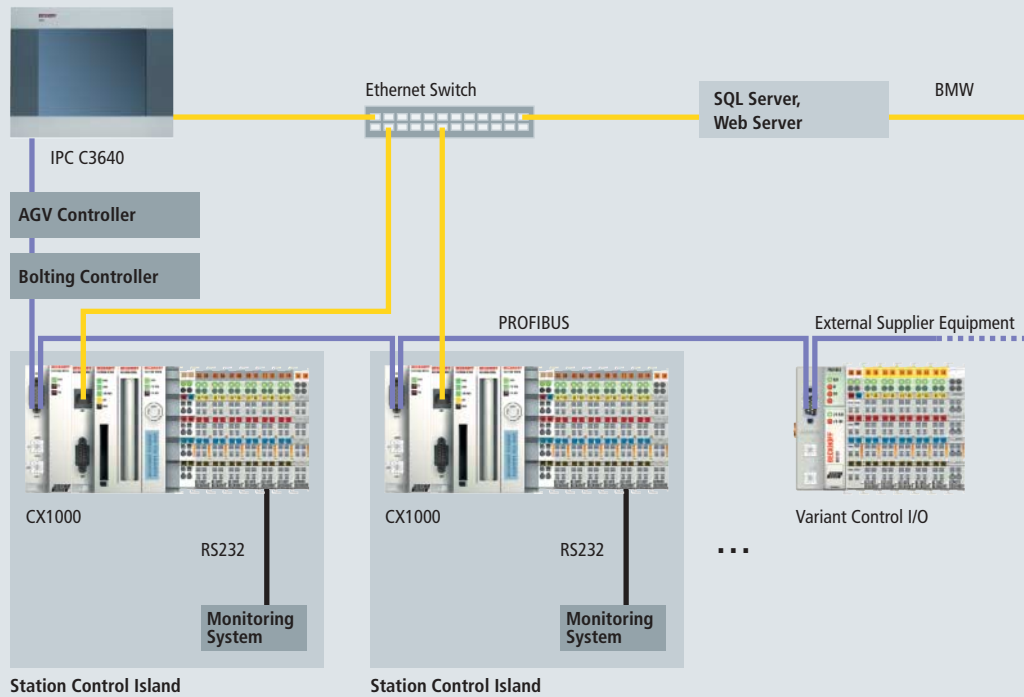 Ethernet Switch
SQL Server,
Web Server
BMW
IPC C3640
AGV Controller
Bolting Controller
PROFIBUS
External Supplier Equipment
BECKHOFF
CX1000
CX1000
Variant Control I/O
RS232
RS232
...
Monitoring
System
Monitoring
System
Station Control Island
Station Control Island